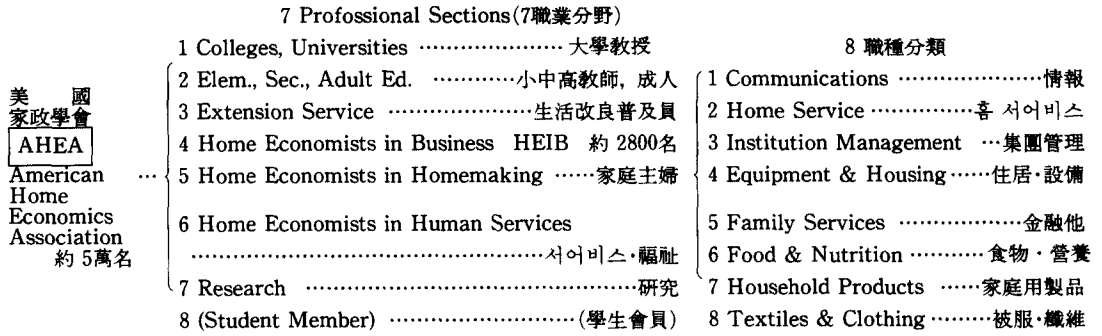 7 Profossional Sections(7職業分野)
1 Colleges, Universities ………………… 大學敎授
2 Elem., Sec., Adult Ed. …………小中高敎師, 成人
3 Extension Service ………………生活改良普及員
4 Home Economists in Business HEIB 約 2800名
5 Home Economists in Homemaking ……家庭主婦
6 Home Economists in Human Services
…………………………………………서어비스·福祉
7 Research ………………………………………研究
8 (Student Member) ………………………(學生會員)
美 國
家政學會
AHEA
American …
Home
Economics
Association
約 5萬名
8 職種分類
1 Communications …………………情報
2 Home Service ……………홈 서어비스
3 Institution Management …集團管理
4 Equipment & Housing……住居·設備
5 Family Services ………………金融他
6 Food & Nutrition …………食物·營養
7 Household Products ……家庭用製品
8 Textiles & Clothing ………被服·纖維